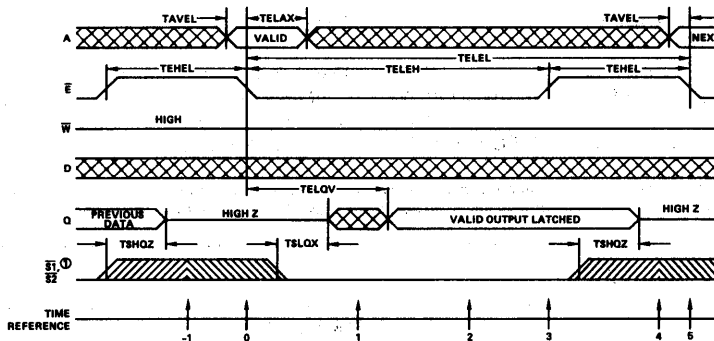 TAVEL TELAX TAVEL
A VALID NEX
TELEL
TEHEL TELEH TEHEL
E
HIGH
W
D
TELQV
Q PREVIOUS DATA HIGH Z VALID OUTPUT LATCHED HIGH Z
TSHQZ TSLQX TSHQZ
S1, ①
S2
TIME
REFERENCE
-1 0 1 2 3 4 5